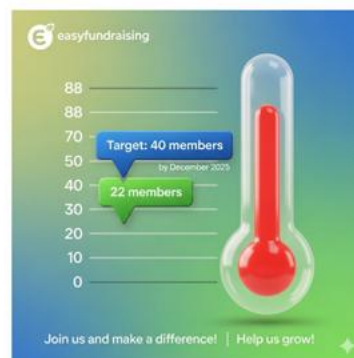 easyfundraising
88
88
70
Target: 40 members
50
by December 2025
40
22 members
30
20
10
0
Join us and make a difference! | Help us grow!